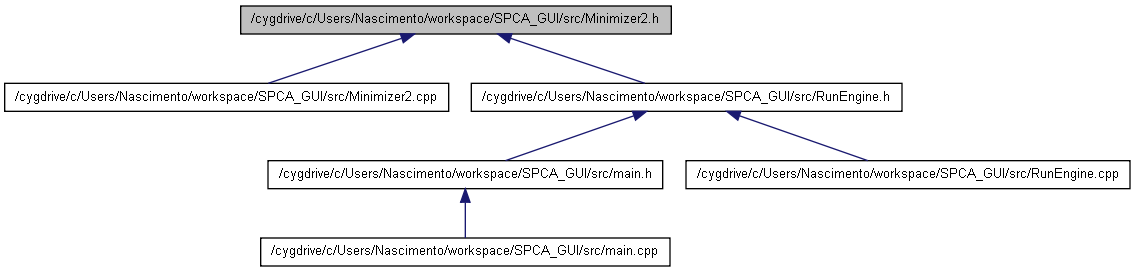 /cygdrive/c/Users/Nascimento/workspace/SPCA_GUI/src/Minimizer2.h
/cygdrive/c/Users/Nascimento/workspace/SPCA_GUI/src/Minimizer2.cpp
/cygdrive/c/Users/Nascimento/workspace/SPCA_GUI/src/RunEngine.h
/cygdrive/c/Users/Nascimento/workspace/SPCA_GUI/src/main.h
/cygdrive/c/Users/Nascimento/workspace/SPCA_GUI/src/RunEngine.cpp
/cygdrive/c/Users/Nascimento/workspace/SPCA_GUI/src/main.cpp